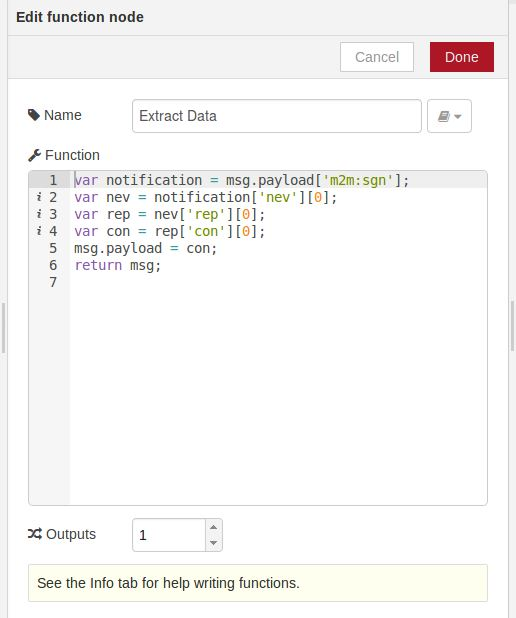 Edit function node
Cancel Done
Name Extract Data
Function
1 var notification = msg.payload['m2m:sgn'];
i 2 var nev = notification['nev'][0];
i 3 var rep = nev['rep'][0];
i 4 var con = rep['con'][0];
5 msg.payload = con;
6 return msg;
7
Outputs 1
See the Info tab for help writing functions.